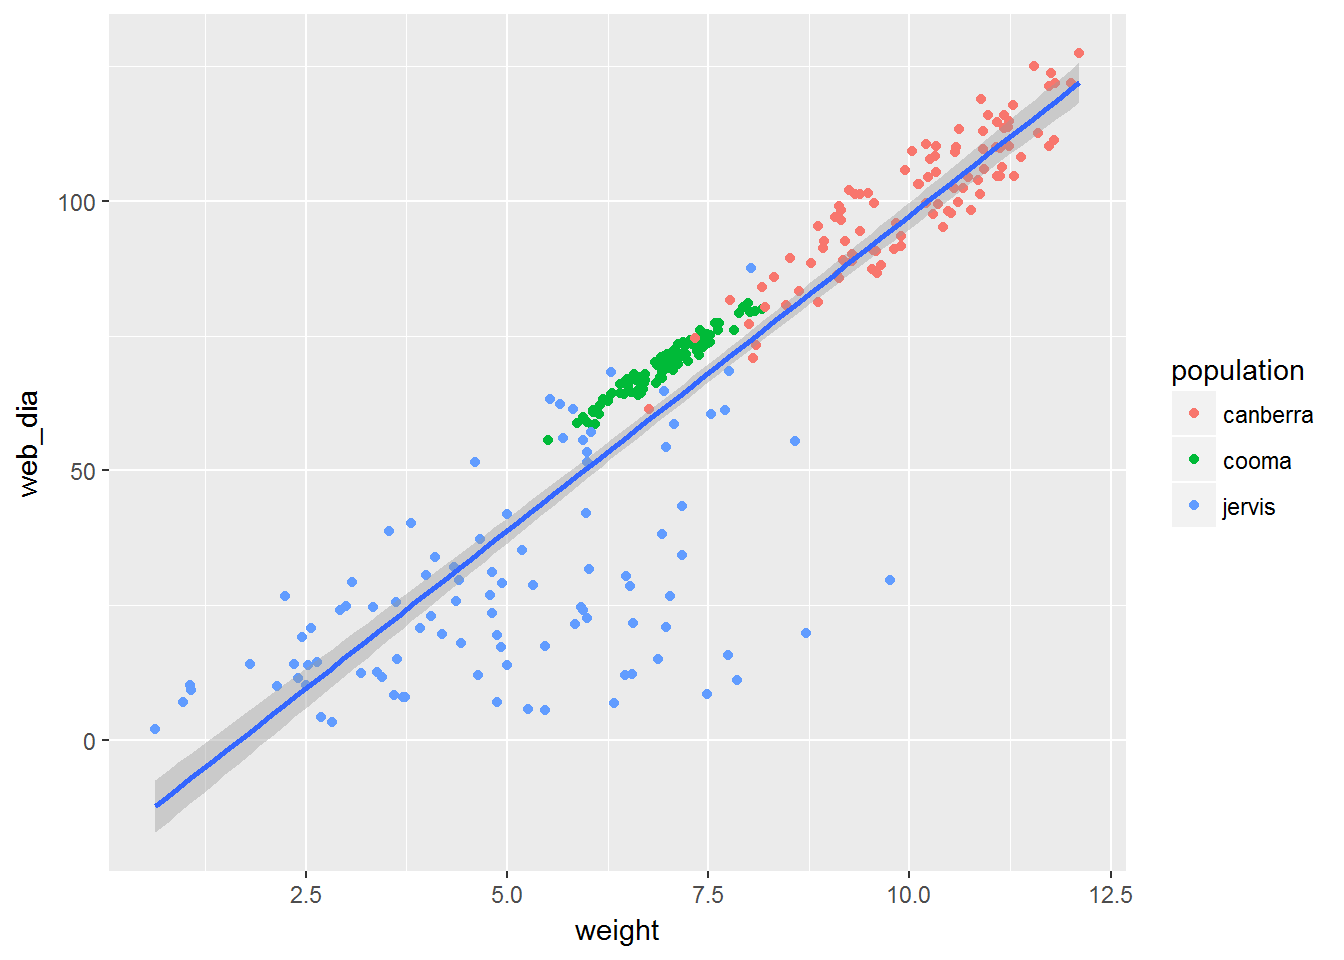 100
50
0
web_dia
2.5
5.0
7.5
10.0
12.5
weight
population
canberra
cooma
jervis